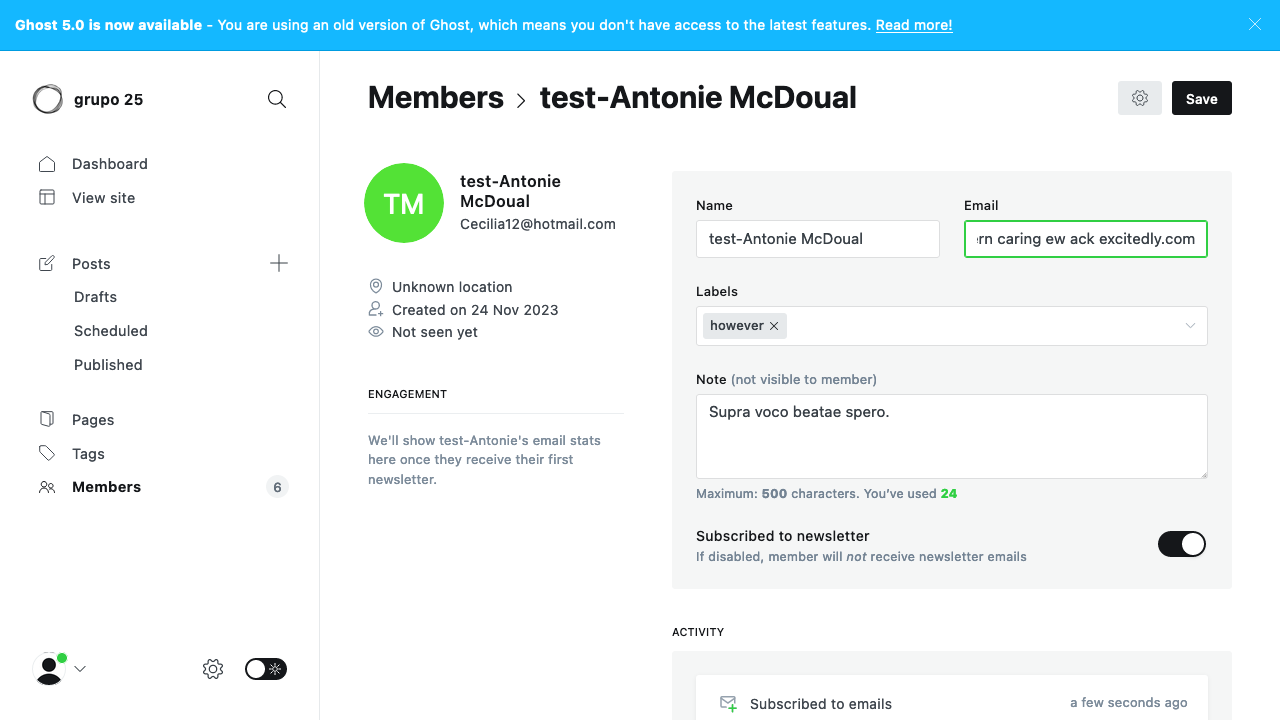 Ghost 5.0 is now available - You are using an old version of Ghost, which means you don't have access to the latest features. Read more!
grupo 25
Dashboard
View site
Posts
Drafts
Scheduled
Published
Pages
Tags
Members 6
Members > test-Antonie McDoual
Save
TM
test-Antonie
McDoual
Cecilia12@hotmail.com
Unknown location
Created on 24 Nov 2023
Not seen yet
ENGAGEMENT
We'll show test-Antonie's email stats
here once they receive their first
newsletter.
Name
test-Antonie McDoual
Email
ern caring ew ack excitedly.com
Labels
however
Note (not visible to member)
Supra voco beatae spero.
Maximum: 500 characters. You've used 24
Subscribed to newsletter
If disabled, member will not receive newsletter emails
ACTIVITY
Subscribed to emails
a few seconds ago